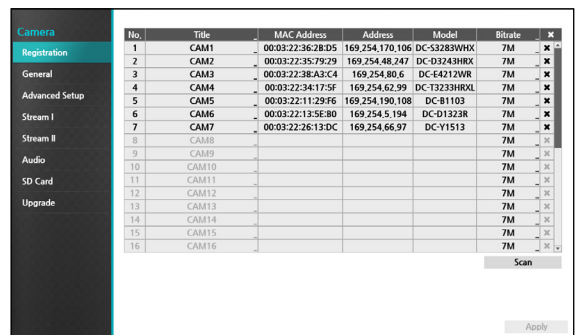 Camera
Registration
General
Advanced Setup
Stream I
Stream II
Audio
SD Card
Upgrade
No. Title MAC Address Address Model Bitrate ×
1 CAM1 00:03:22:36:2B:D5 169,254,170,106 DC-S3283WHX 7M ×
2 CAM2 00:03:22:35:79:29 169,254,48,247 DC-D3243HRX 7M ×
3 CAM3 00:03:22:38:A3:C4 169,254,80,6 DC-E4212WR 7M ×
4 CAM4 00:03:22:34:17:5F 169,254,62,99 DC-T3233HRXL 7M ×
5 CAM5 00:03:22:11:29:F6 169,254,190,108 DC-B1103 7M ×
6 CAM6 00:03:22:13:5E:B0 169,254,5,194 DC-D1323R 7M ×
7 CAM7 00:03:22:26:13:DC 169,254,66,97 DC-Y1513 7M ×
8 CAM8 7M ×
9 CAM9 7M ×
10 CAM10 7M ×
11 CAM11 7M ×
12 CAM12 7M ×
13 CAM13 7M ×
14 CAM14 7M ×
15 CAM15 7M ×
16 CAM16 7M ×
Scan
Apply